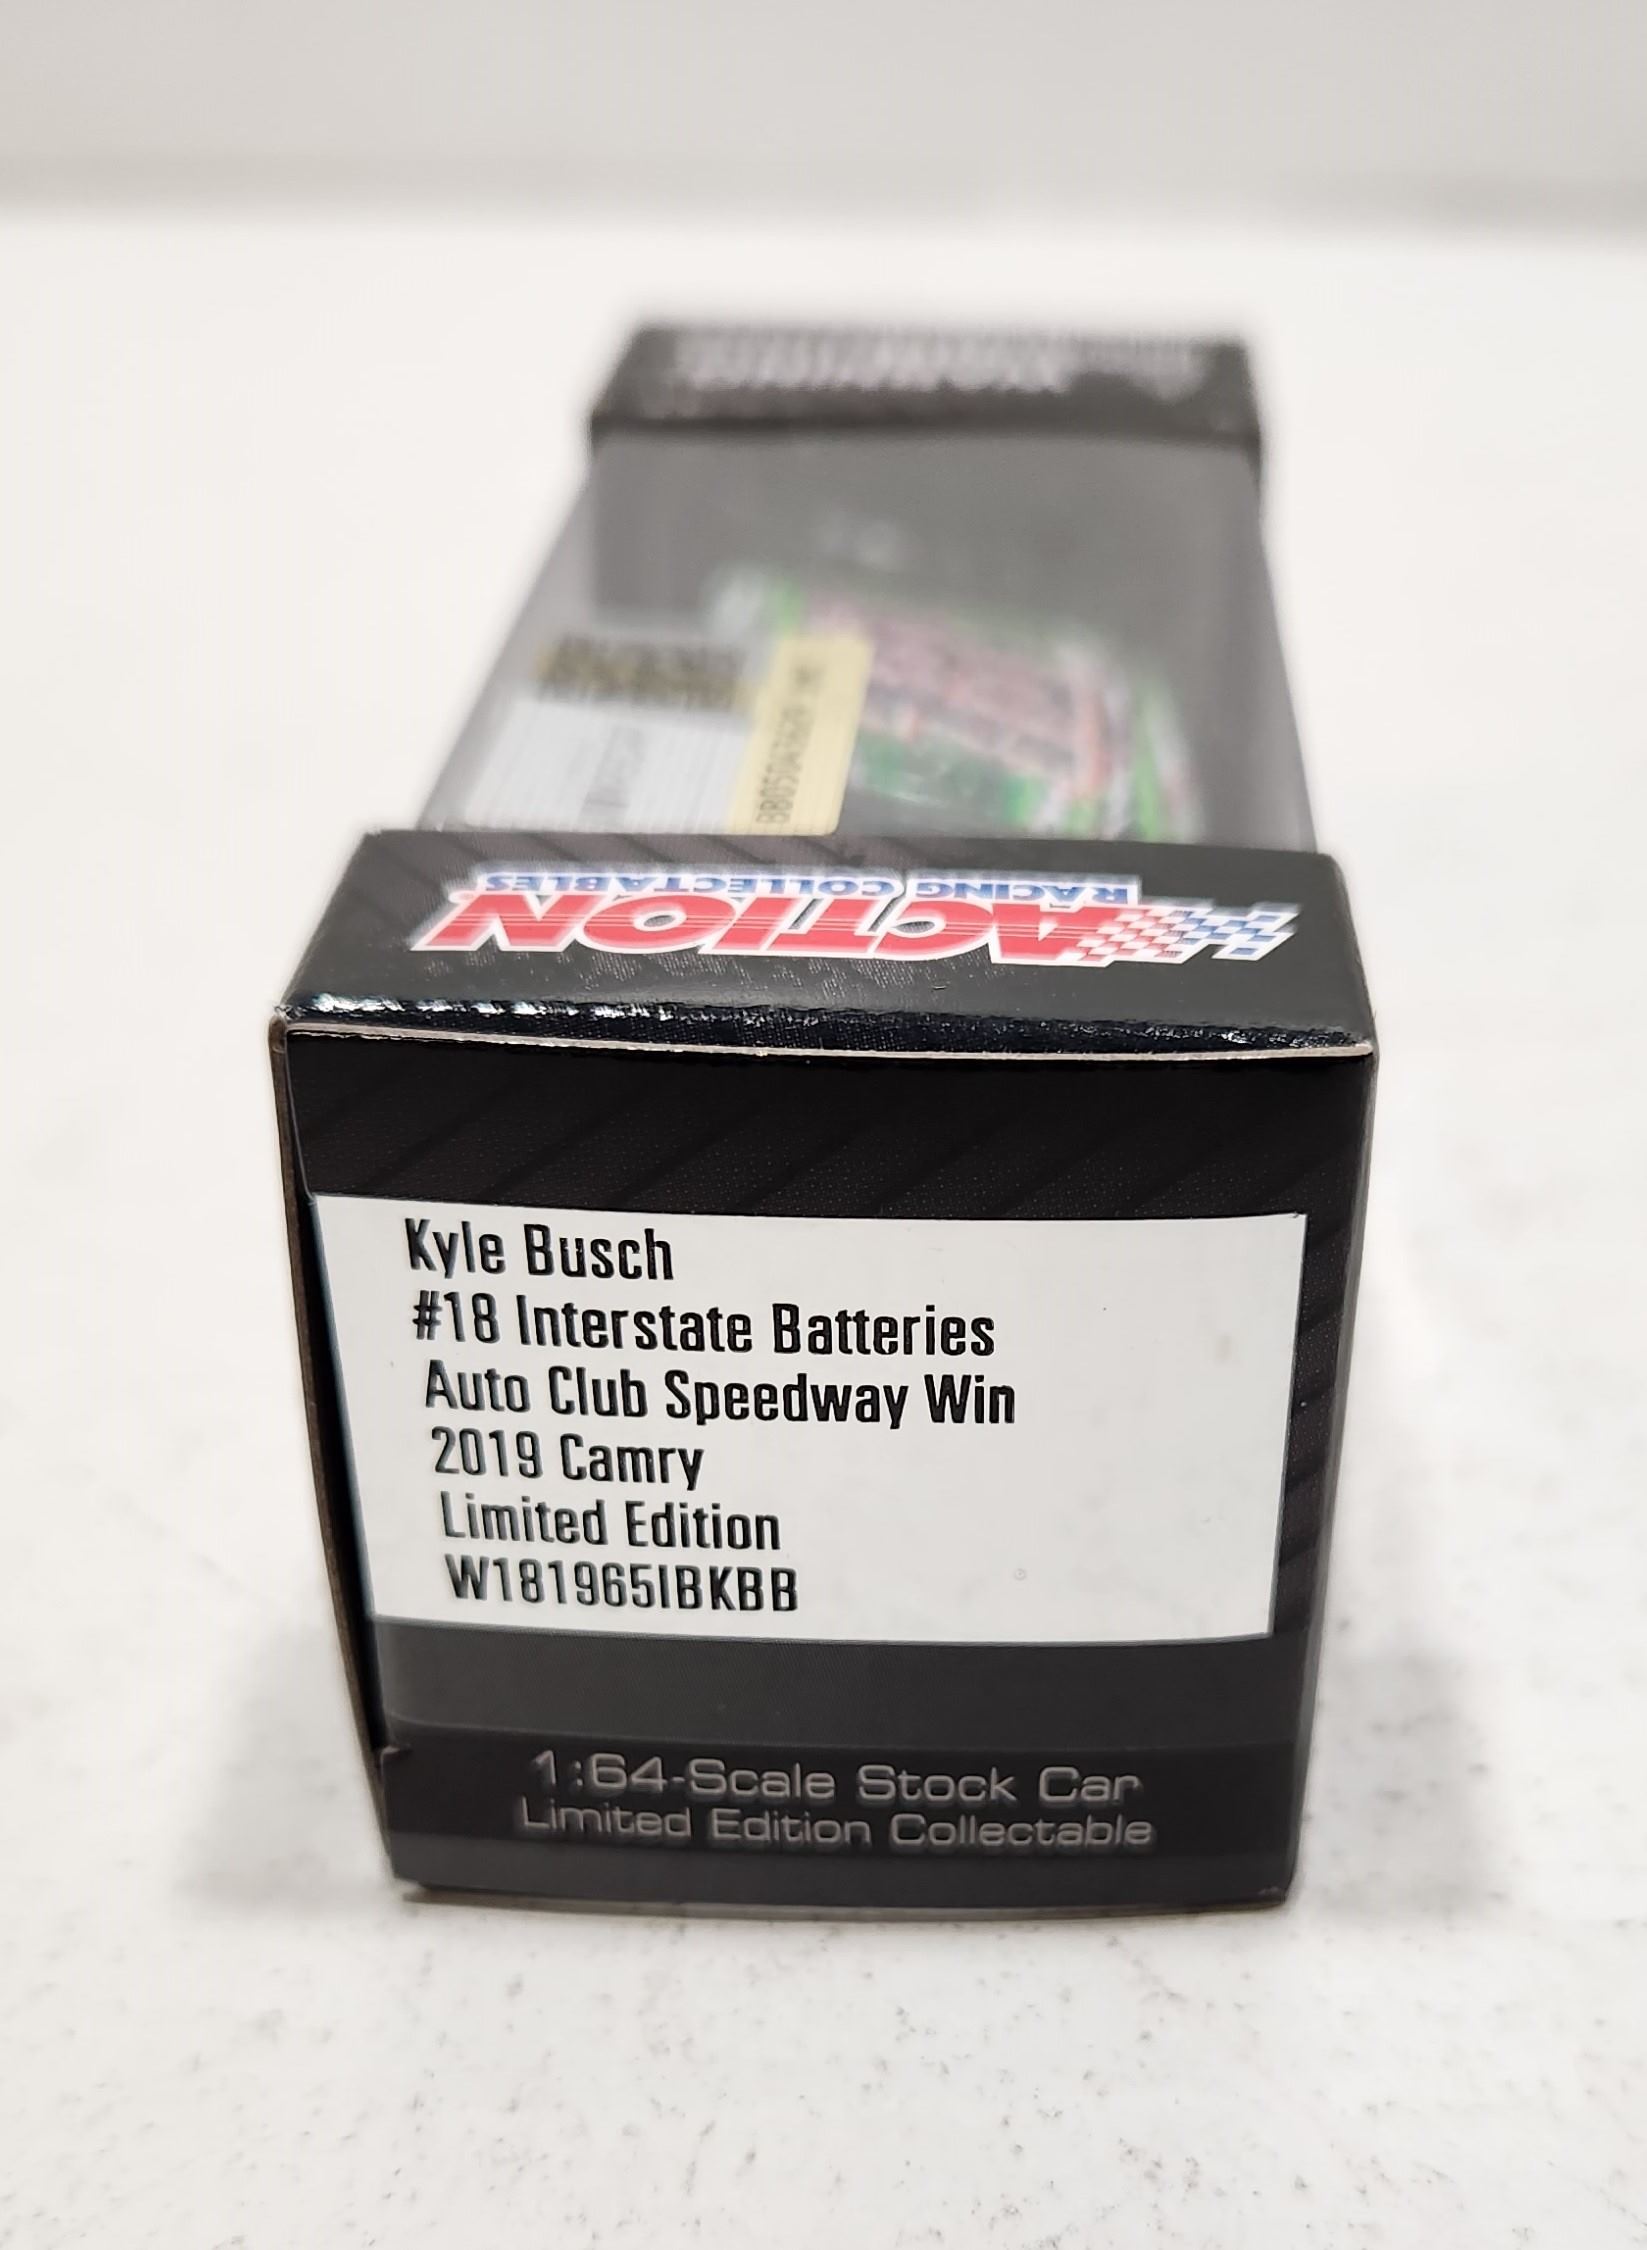 ACTION
RACING COLLECTABLES
Kyle Busch
#18 Interstate Batteries
Auto Club Speedway Win
2019 Camry
Limited Edition
W181965IBKBB
1:64-Scale Stock Car
Limited Edition Collectable